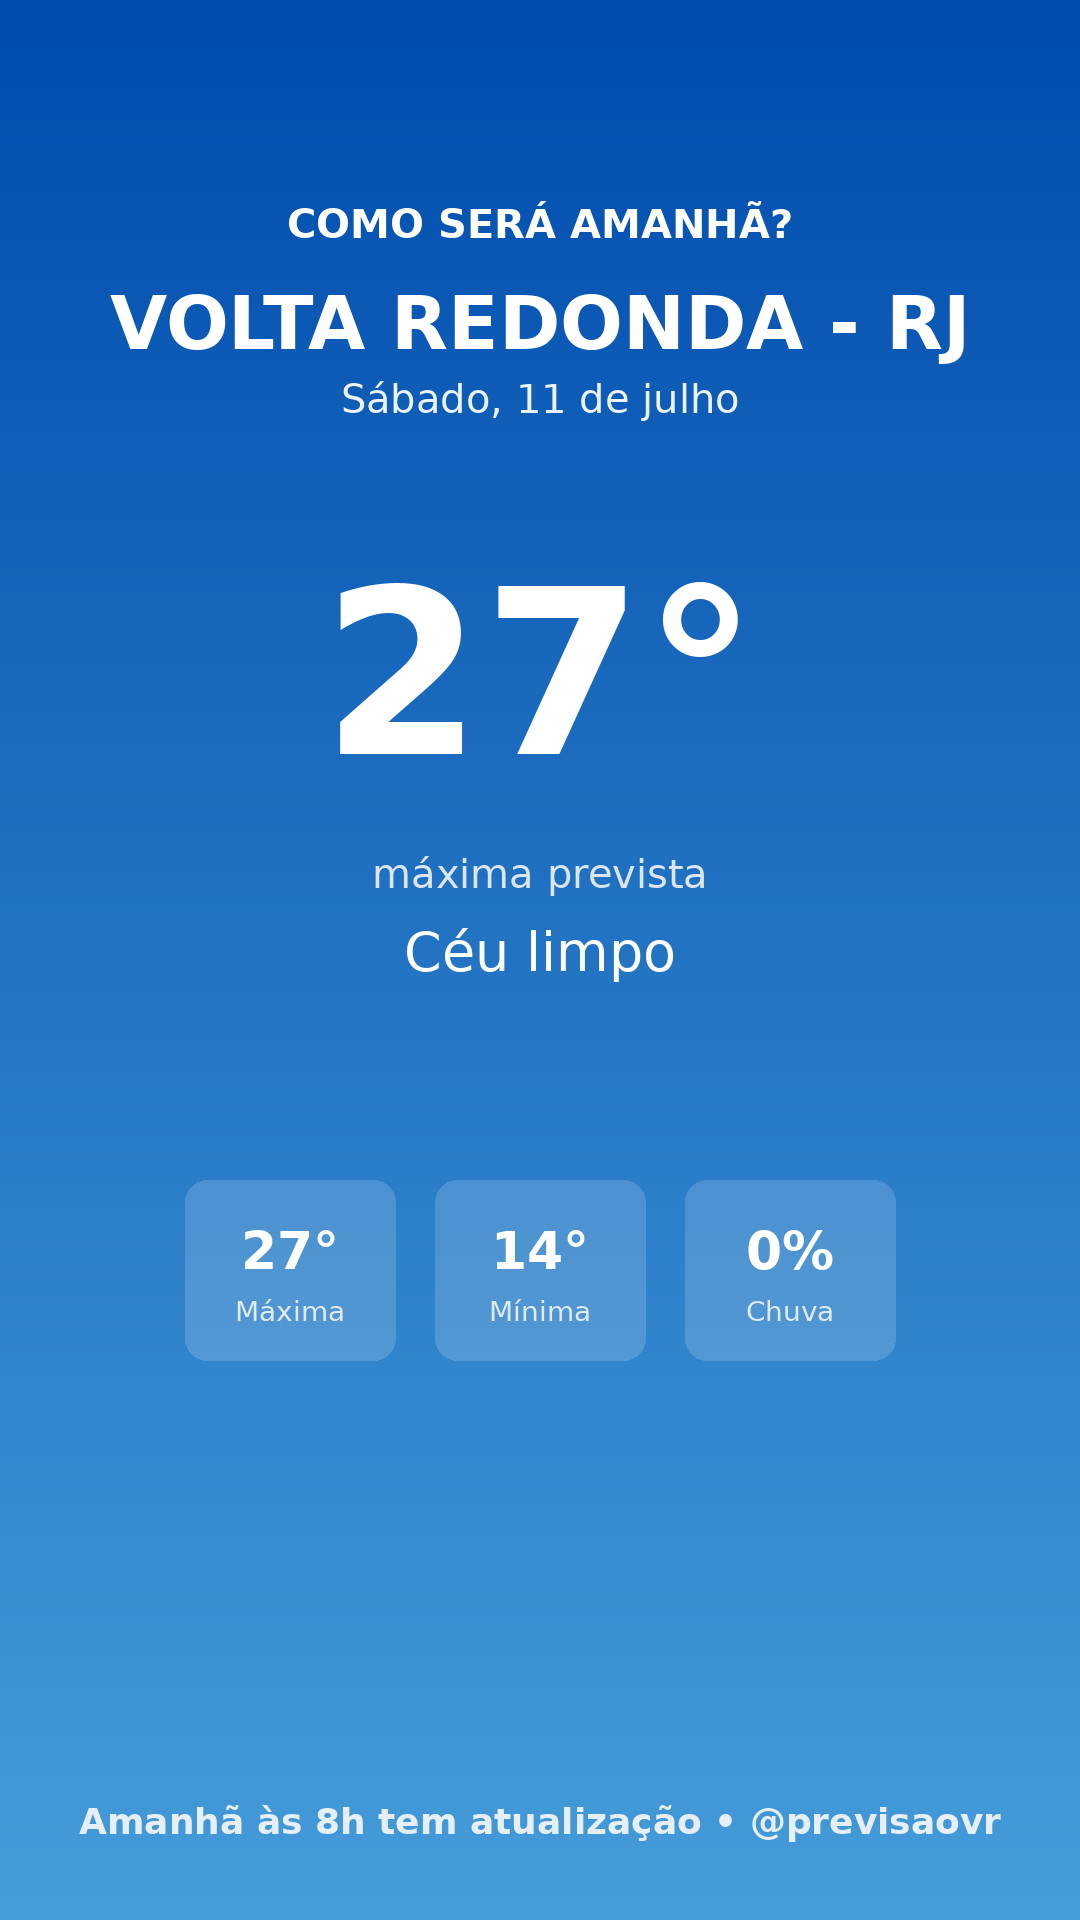 COMO SERÁ AMANHÃ?
VOLTA REDONDA - RJ
Sábado, 11 de julho
27°
máxima prevista
Céu limpo
27°
Máxima
14°
Mínima
0%
Chuva
Amanhã às 8h tem atualização • @previsaovr